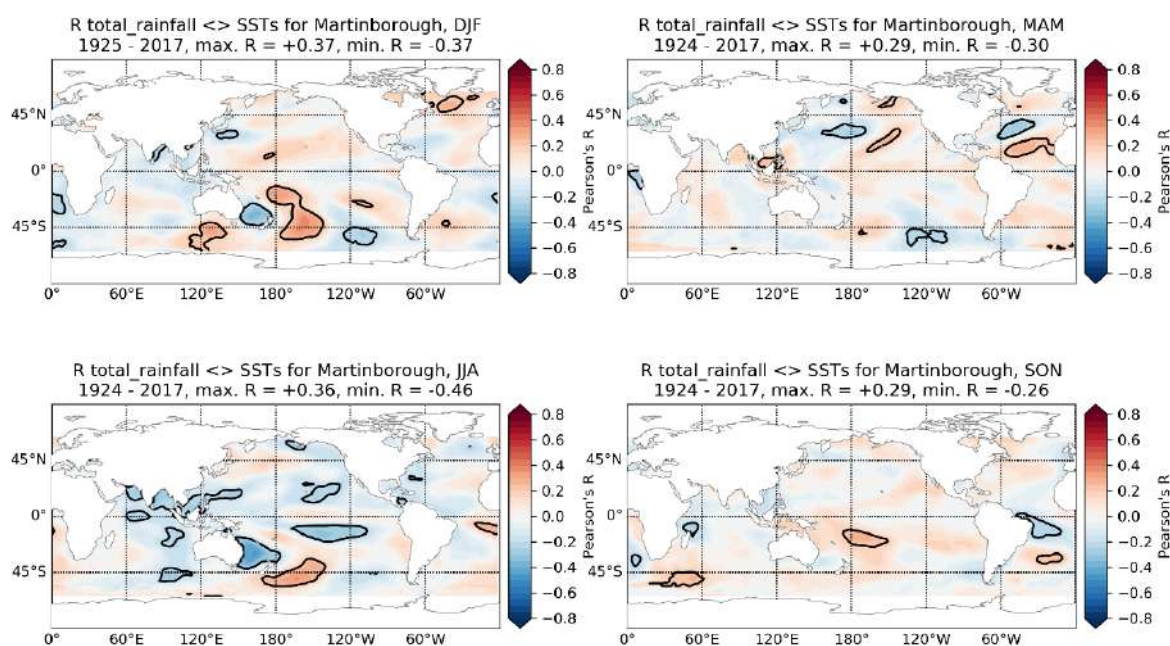 R total_rainfall <> SSTs for Martinborough, DJF
1925 - 2017, max. R = +0.37, min. R = -0.37
45°N
0°
45°S
0° 60°E 120°E 180° 120°W 60°W
0.8
0.6
0.4
0.2
0.0
−0.2
−0.4
−0.6
−0.8
Pearson's R
R total_rainfall <> SSTs for Martinborough, MAM
1924 - 2017, max. R = +0.29, min. R = -0.30
45°N
0°
45°S
0° 60°E 120°E 180° 120°W 60°W
0.8
0.6
0.4
0.2
0.0
−0.2
−0.4
−0.6
−0.8
Pearson's R
R total_rainfall <> SSTs for Martinborough, JJA
1924 - 2017, max. R = +0.36, min. R = -0.46
45°N
0°
45°S
0° 60°E 120°E 180° 120°W 60°W
0.8
0.6
0.4
0.2
0.0
−0.2
−0.4
−0.6
−0.8
Pearson's R
R total_rainfall <> SSTs for Martinborough, SON
1924 - 2017, max. R = +0.29, min. R = -0.26
45°N
0°
45°S
0° 60°E 120°E 180° 120°W 60°W
0.8
0.6
0.4
0.2
0.0
−0.2
−0.4
−0.6
−0.8
Pearson's R